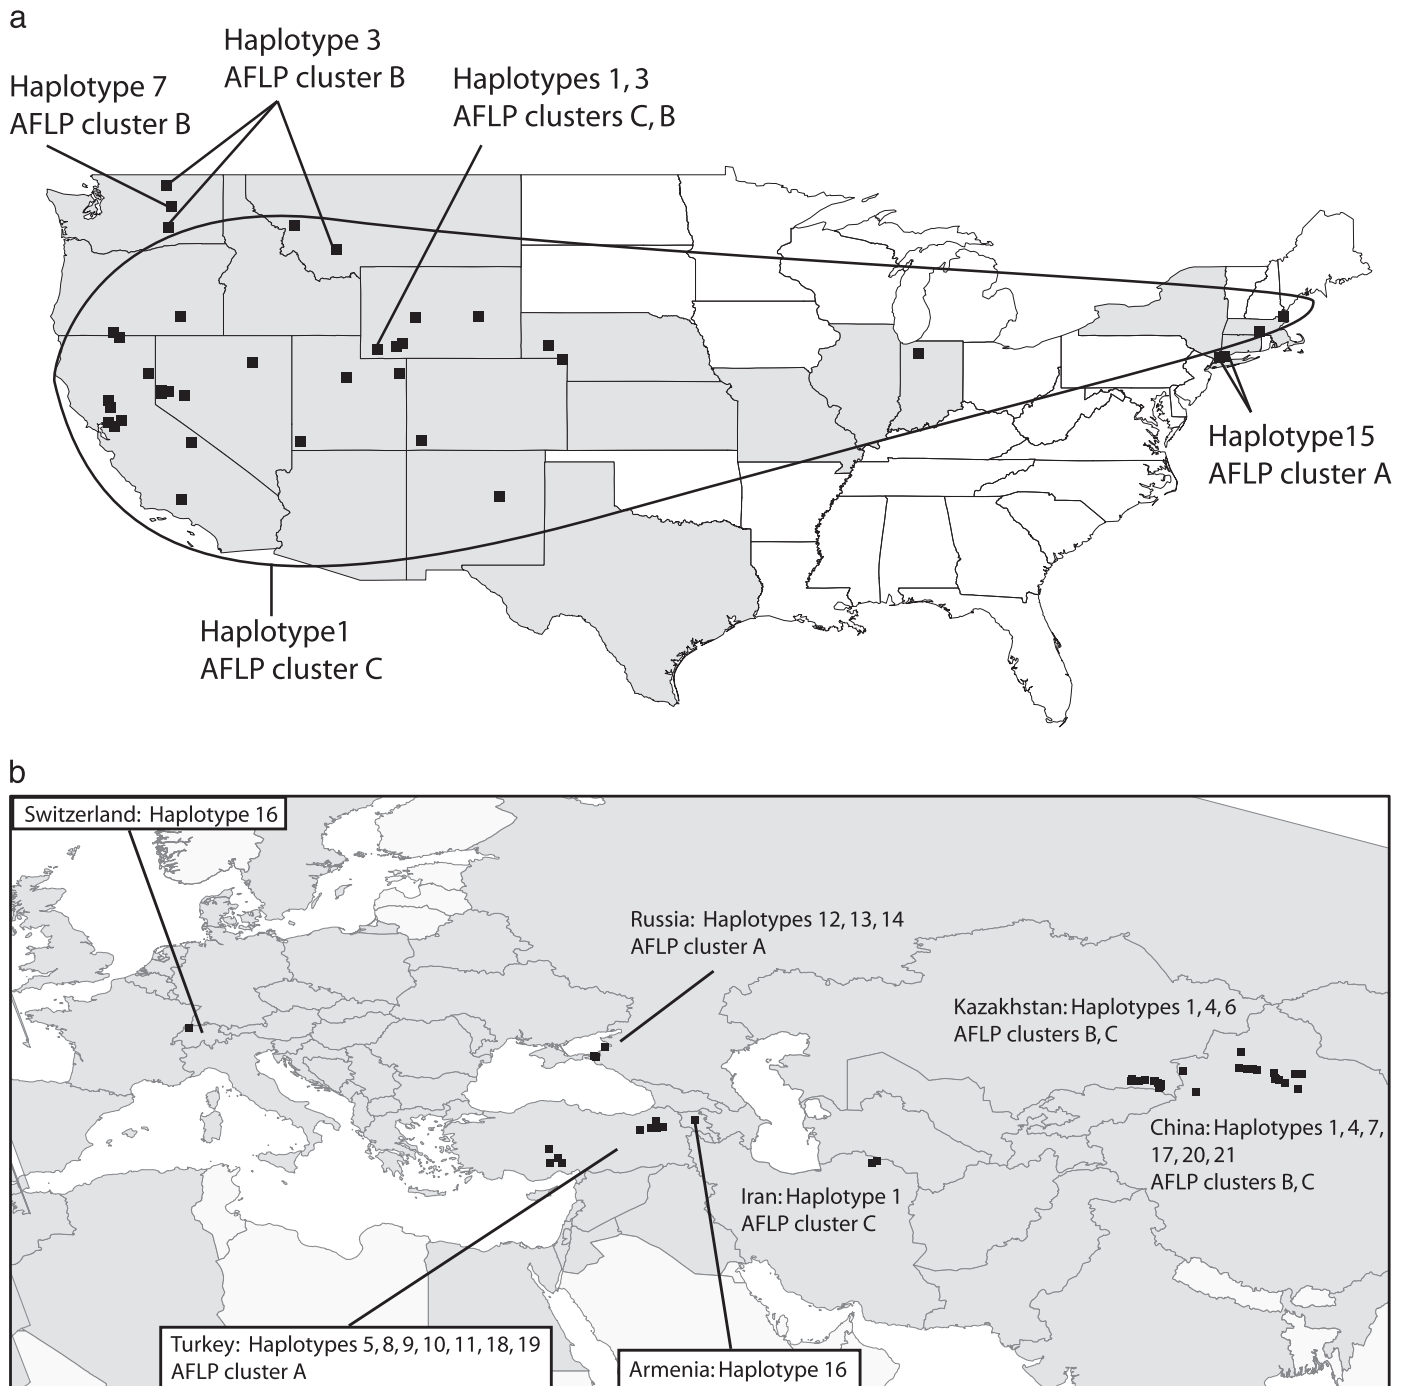 a
Haplotype 3
AFLP cluster B
Haplotype 7
AFLP cluster B
Haplotypes 1, 3
AFLP clusters C, B
Haplotype15
AFLP cluster A
Haplotype1
AFLP cluster C
b
Switzerland: Haplotype 16
Russia: Haplotypes 12, 13, 14
AFLP cluster A
Kazakhstan: Haplotypes 1, 4, 6
AFLP clusters B, C
China: Haplotypes 1, 4, 7,
17, 20, 21
AFLP clusters B, C
Iran: Haplotype 1
AFLP cluster C
Turkey: Haplotypes 5, 8, 9, 10, 11, 18, 19
AFLP cluster A
Armenia: Haplotype 16